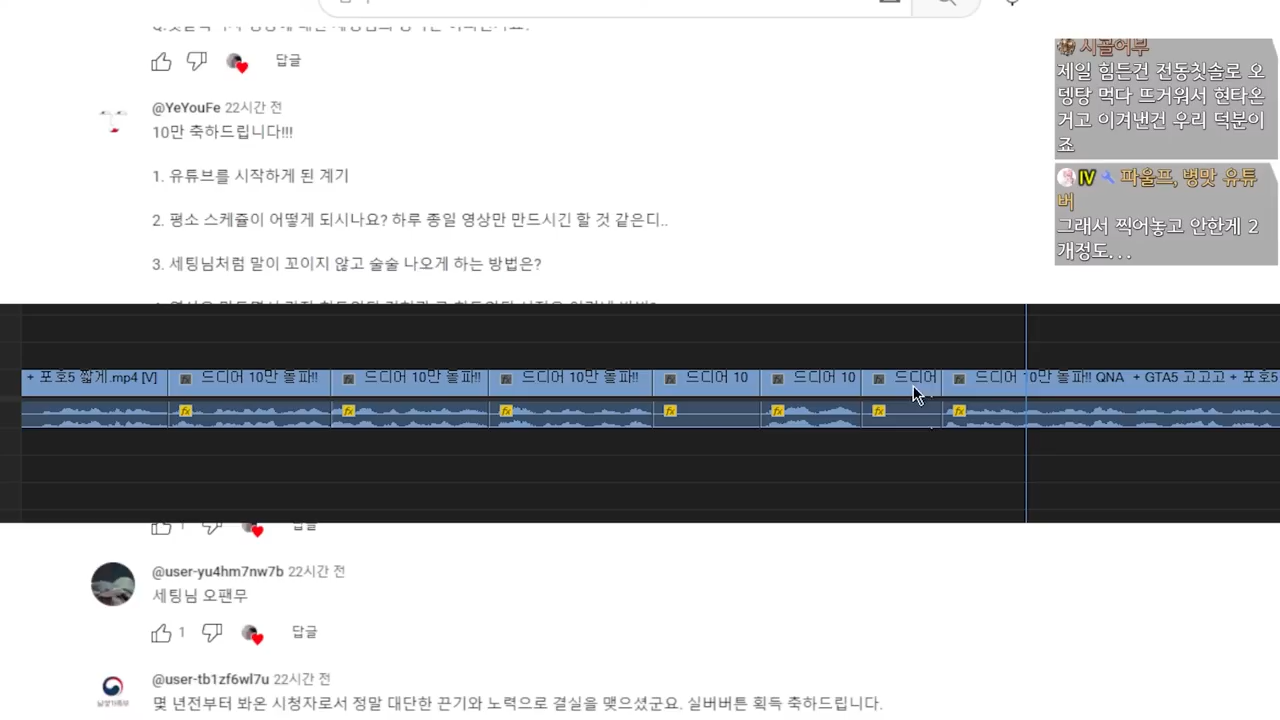 답글
@YeYouFe 22시간 전
10만 축하드립니다!!!
1. 유튜브를 시작하게 된 계기
2. 평소 스케쥴이 어떻게 되시나요? 하루 종일 영상만 만드시긴 할 것 같은디..
3. 세팅님처럼 말이 꼬이지 않고 술술 나오게 하는 방법은?
시골어부
제일 힘든건 전동칫솔로 오
뎅탕 먹다 뜨거워서 현타온
거고 이겨낸건 우리 덕분이
죠
IV 파울프, 병맛 유튜
버
그래서 찍어놓고 안한게 2
개정도...
+ 포호5 짧게.mp4 [V]
드디어 10만 돌파!!
드디어 10만 돌파!!
드디어 10만 돌파!!
드디어 10
드디어 10
드디어
드디어 10만 돌파!! QNA + GTA5 고고고 + 포호5
fx
fx
fx
fx
fx
fx
fx
답글
@user-yu4hm7nw7b 22시간 전
세팅님 오팬무
1 답글
@user-tb1zf6wl7u 22시간 전
몇 년전부터 봐온 시청자로서 정말 대단한 끈기와 노력으로 결실을 맺으셨군요. 실버버튼 획득 축하드립니다.